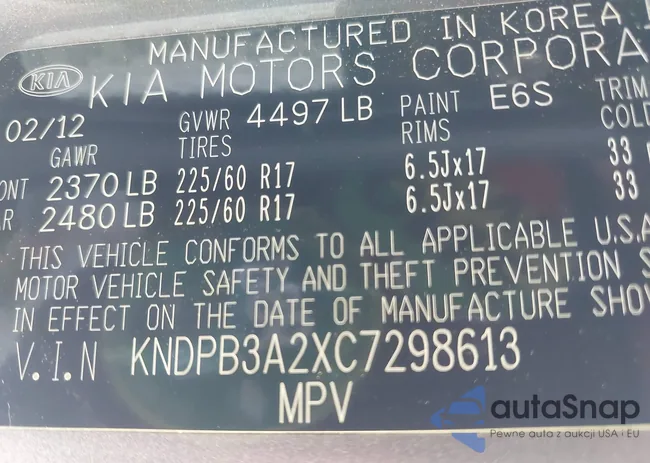 MANUFACTURED IN KOREA
KIA KIA MOTORS CORPORA
02/12 GVWR 4497 LB PAINT E6S TRIM
GAWR TIRES RIMS COLD
ONT 2370 LB 225/60 R17 6.5Jx17 33
AR 2480 LB 225/60 R17 6.5Jx17 33
THIS VEHICLE CONFORMS TO ALL APPLICABLE U.S.A
MOTOR VEHICLE SAFETY AND THEFT PREVENTION S
IN EFFECT ON THE DATE OF MANUFACTURE SHO
V.I.N KNDPB3A2XC7298613
MPV
autaSnap
Pewne auta z aukcji USA i EU